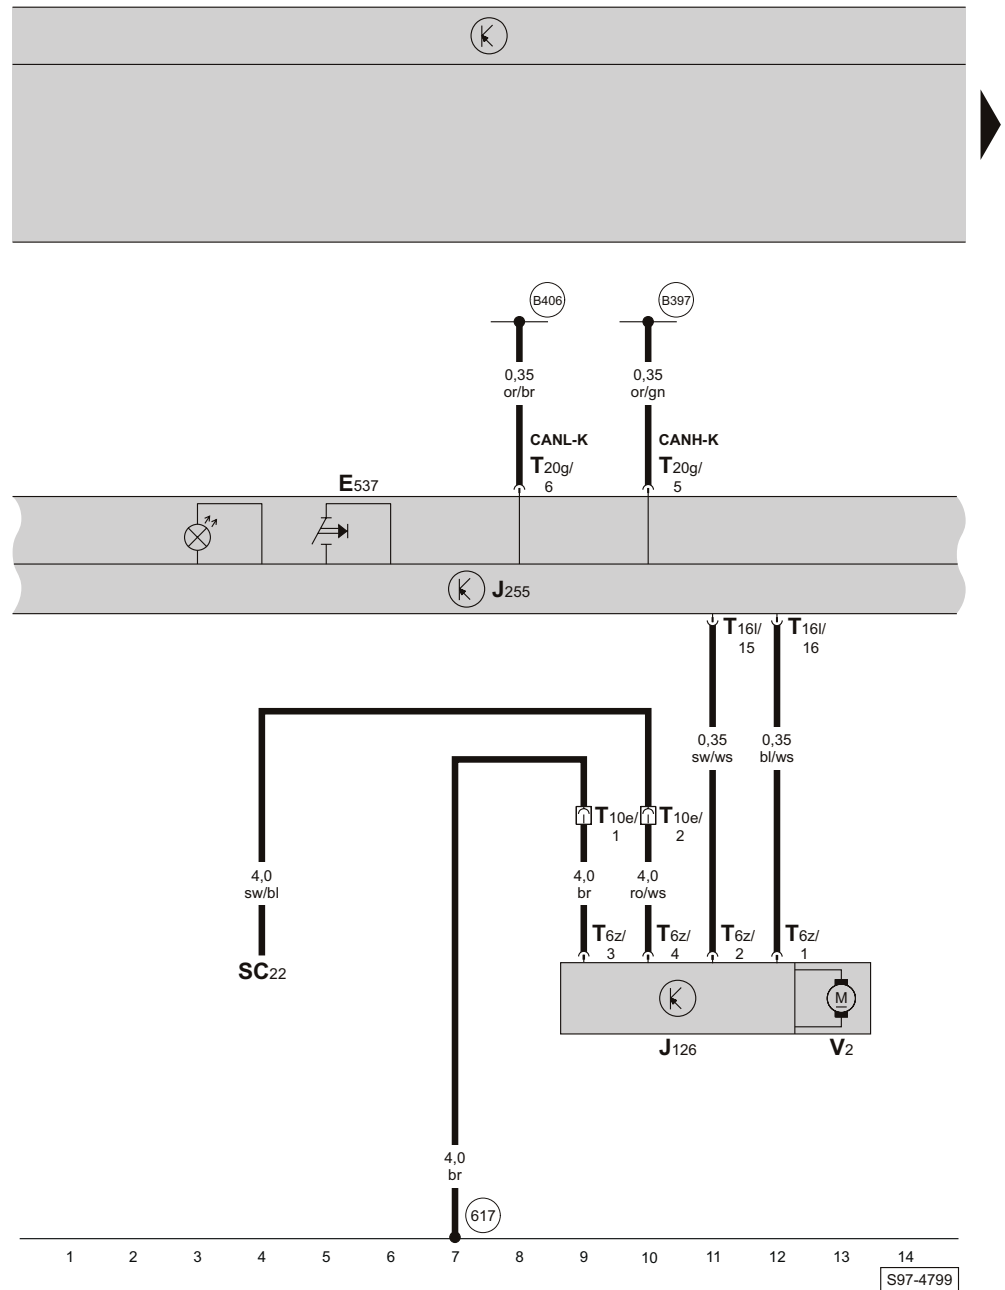 B406 B397
0,35 0,35
or/br or/gn
CANL-K CANH-K
T20g/ T20g/
6 5
E537
J255
T16l/ T16l/
15 16
0,35 0,35
sw/ws bl/ws
T10e/ T10e/
1 2
4,0 4,0 4,0
sw/bl br ro/ws
T6z/ T6z/ T6z/ T6z/
3 4 2 1
SC22
M
J126 V2
4,0
br
617
1 2 3 4 5 6 7 8 9 10 11 12 13 14
S97-4799